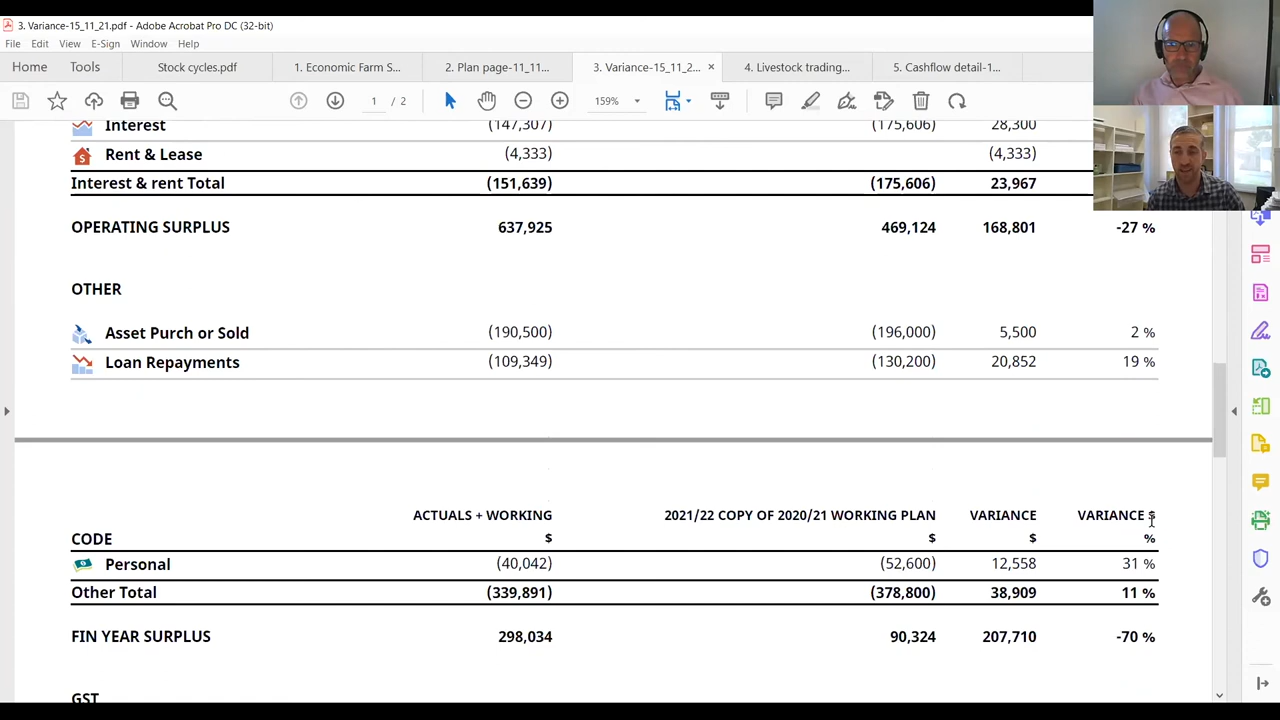 3. Variance-15_11_21.pdf - Adobe Acrobat Pro DC (32-bit)
File Edit View E-Sign Window Help
Home Tools Stock cycles.pdf 1. Economic Farm S... 2. Plan page-11_11... 3. Variance-15_11_2... × 4. Livestock trading... 5. Cashflow detail-1...
1 / 2 159%
Interest (147,307) (175,606) 28,300
Rent & Lease (4,333) (4,333)
Interest & rent Total (151,639) (175,606) 23,967
OPERATING SURPLUS 637,925 469,124 168,801 -27 %
OTHER
Asset Purch or Sold (190,500) (196,000) 5,500 2 %
Loan Repayments (109,349) (130,200) 20,852 19 %
ACTUALS + WORKING 2021/22 COPY OF 2020/21 WORKING PLAN VARIANCE VARIANCE $
CODE $ $ $ %
Personal (40,042) (52,600) 12,558 31 %
Other Total (339,891) (378,800) 38,909 11 %
FIN YEAR SURPLUS 298,034 90,324 207,710 -70 %
GST